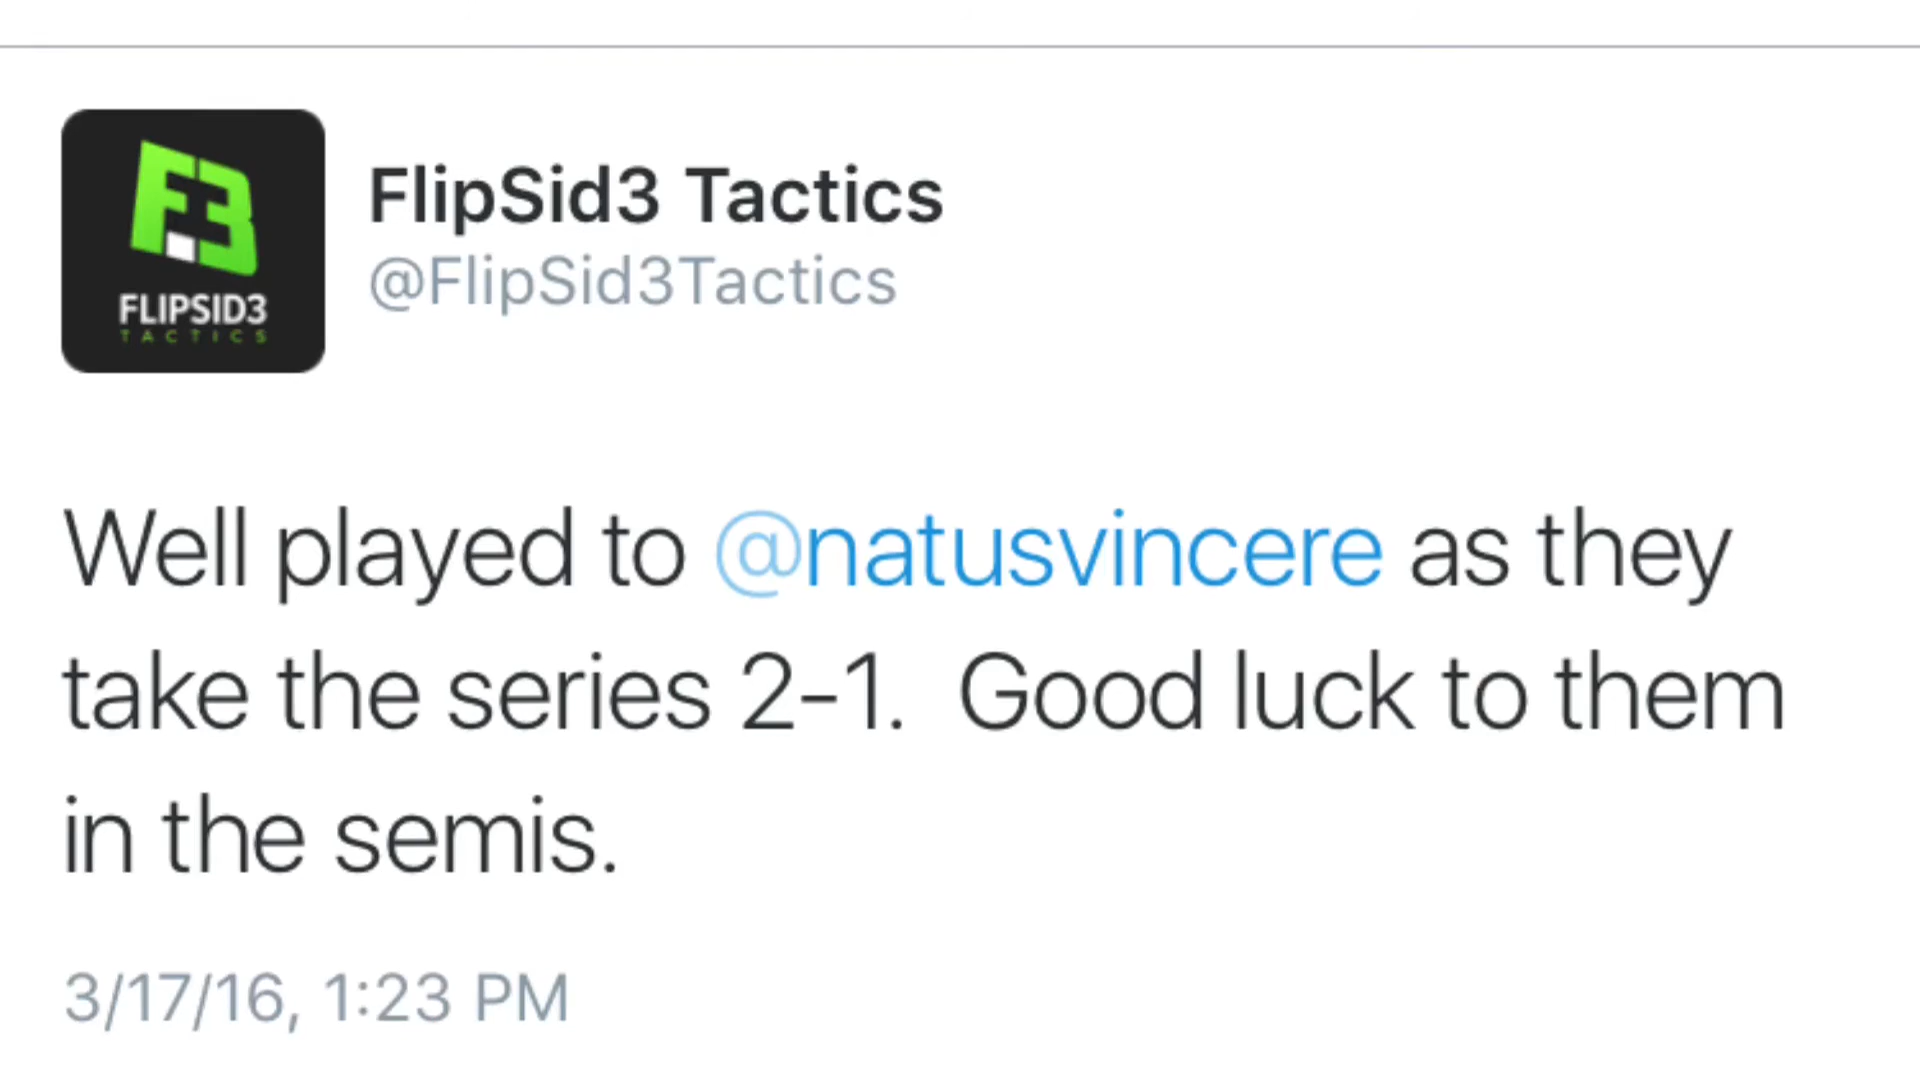 FLIPSID3
TACTICS
FlipSid3 Tactics
@FlipSid3Tactics
Well played to @natusvincere as they
take the series 2-1.  Good luck to them
in the semis.
3/17/16, 1:23 PM